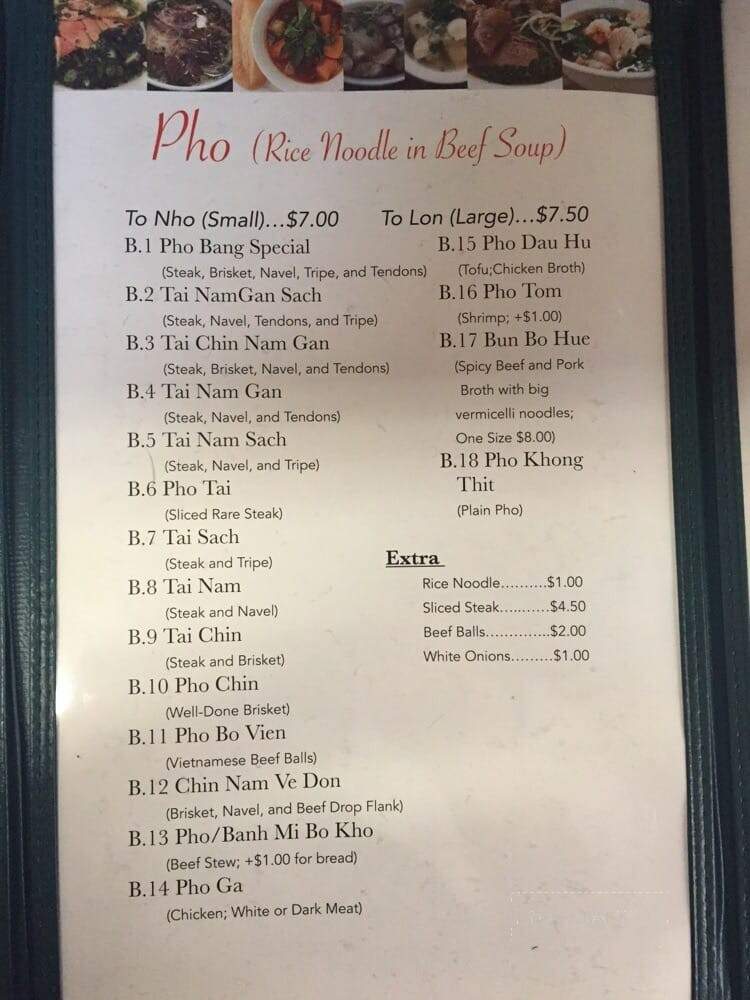 Pho (Rice Noodle in Beef Soup)
To Nho (Small)...$7.00
B.1 Pho Bang Special
(Steak, Brisket, Navel, Tripe, and Tendons)
B.2 Tai NamGan Sach
(Steak, Navel, Tendons, and Tripe)
B.3 Tai Chin Nam Gan
(Steak, Brisket, Navel, and Tendons)
B.4 Tai Nam Gan
(Steak, Navel, and Tendons)
B.5 Tai Nam Sach
(Steak, Navel, and Tripe)
B.6 Pho Tai
(Sliced Rare Steak)
B.7 Tai Sach
(Steak and Tripe)
B.8 Tai Nam
(Steak and Navel)
B.9 Tai Chin
(Steak and Brisket)
B.10 Pho Chin
(Well-Done Brisket)
B.11 Pho Bo Vien
(Vietnamese Beef Balls)
B.12 Chin Nam Ve Don
(Brisket, Navel, and Beef Drop Flank)
B.13 Pho/Banh Mi Bo Kho
(Beef Stew; +$1.00 for bread)
B.14 Pho Ga
(Chicken; White or Dark Meat)
To Lon (Large)...$7.50
B.15 Pho Dau Hu
(Tofu;Chicken Broth)
B.16 Pho Tom
(Shrimp; +$1.00)
B.17 Bun Bo Hue
(Spicy Beef and Pork
Broth with big
vermicelli noodles;
One Size $8.00)
B.18 Pho Khong
Thit
(Plain Pho)
Extra
Rice Noodle..........$1.00
Sliced Steak...........$4.50
Beef Balls..............$2.00
White Onions.........$1.00